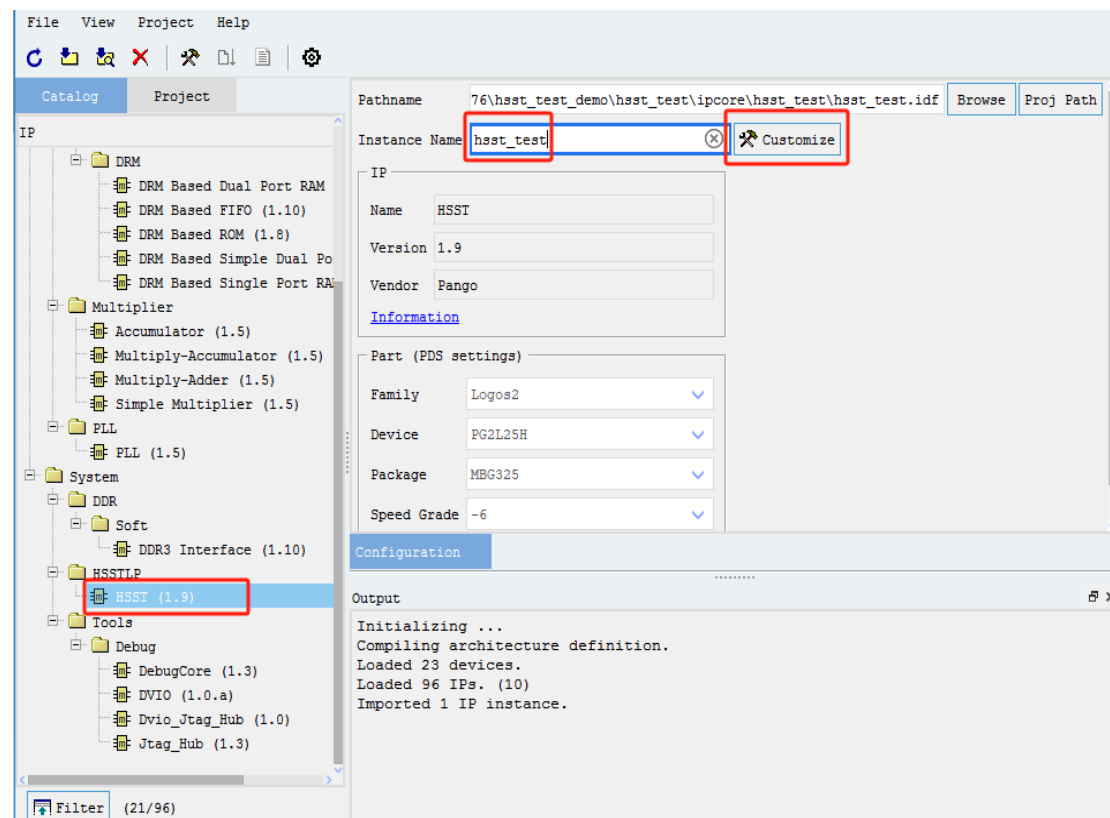 File View Project Help
Catalog Project
IP
DRM
DRM Based Dual Port RAM
DRM Based FIFO (1.10)
DRM Based ROM (1.8)
DRM Based Simple Dual Po
DRM Based Single Port RA
Multiplier
Accumulator (1.5)
Multiply-Accumulator (1.5)
Multiply-Adder (1.5)
Simple Multiplier (1.5)
PLL
PLL (1.5)
System
DDR
Soft
DDR3 Interface (1.10)
HSSTLP
HSST (1.9)
Tools
Debug
DebugCore (1.3)
DVIO (1.0.a)
Dvio_Jtag_Hub (1.0)
Jtag_Hub (1.3)
Filter (21/96)
Pathname 76\hsst_test_demo\hsst_test\ipcore\hsst_test\hsst_test.idf Browse Proj Path
Instance Name hsst_test Customize
IP
Name HSST
Version 1.9
Vendor Pango
Information
Part (PDS settings)
Family Logos2
Device PG2L25H
Package MBG325
Speed Grade -6
Configuration
Output
Initializing ...
Compiling architecture definition.
Loaded 23 devices.
Loaded 96 IPs. (10)
Imported 1 IP instance.